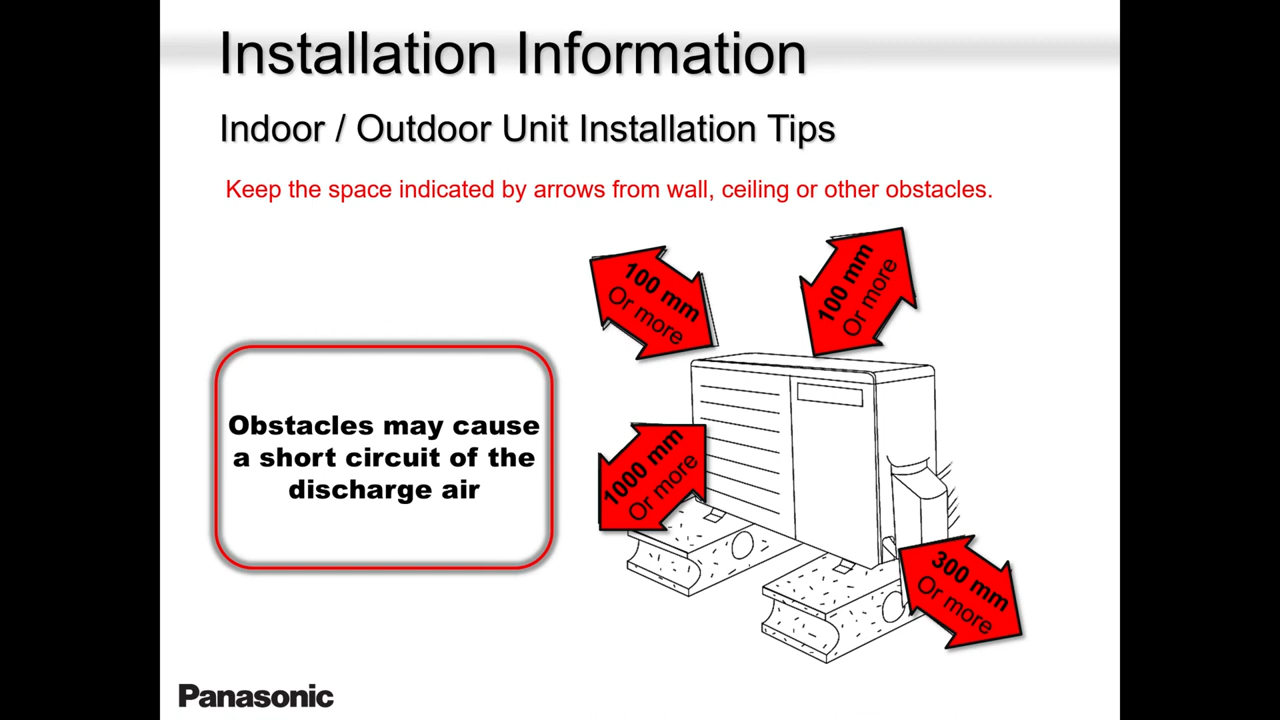 Installation Information
Indoor / Outdoor Unit Installation Tips
Keep the space indicated by arrows from wall, ceiling or other obstacles.
100 mm
Or more
100 mm
Or more
Obstacles may cause
a short circuit of the
discharge air
1000 mm
Or more
300 mm
Or more
Panasonic